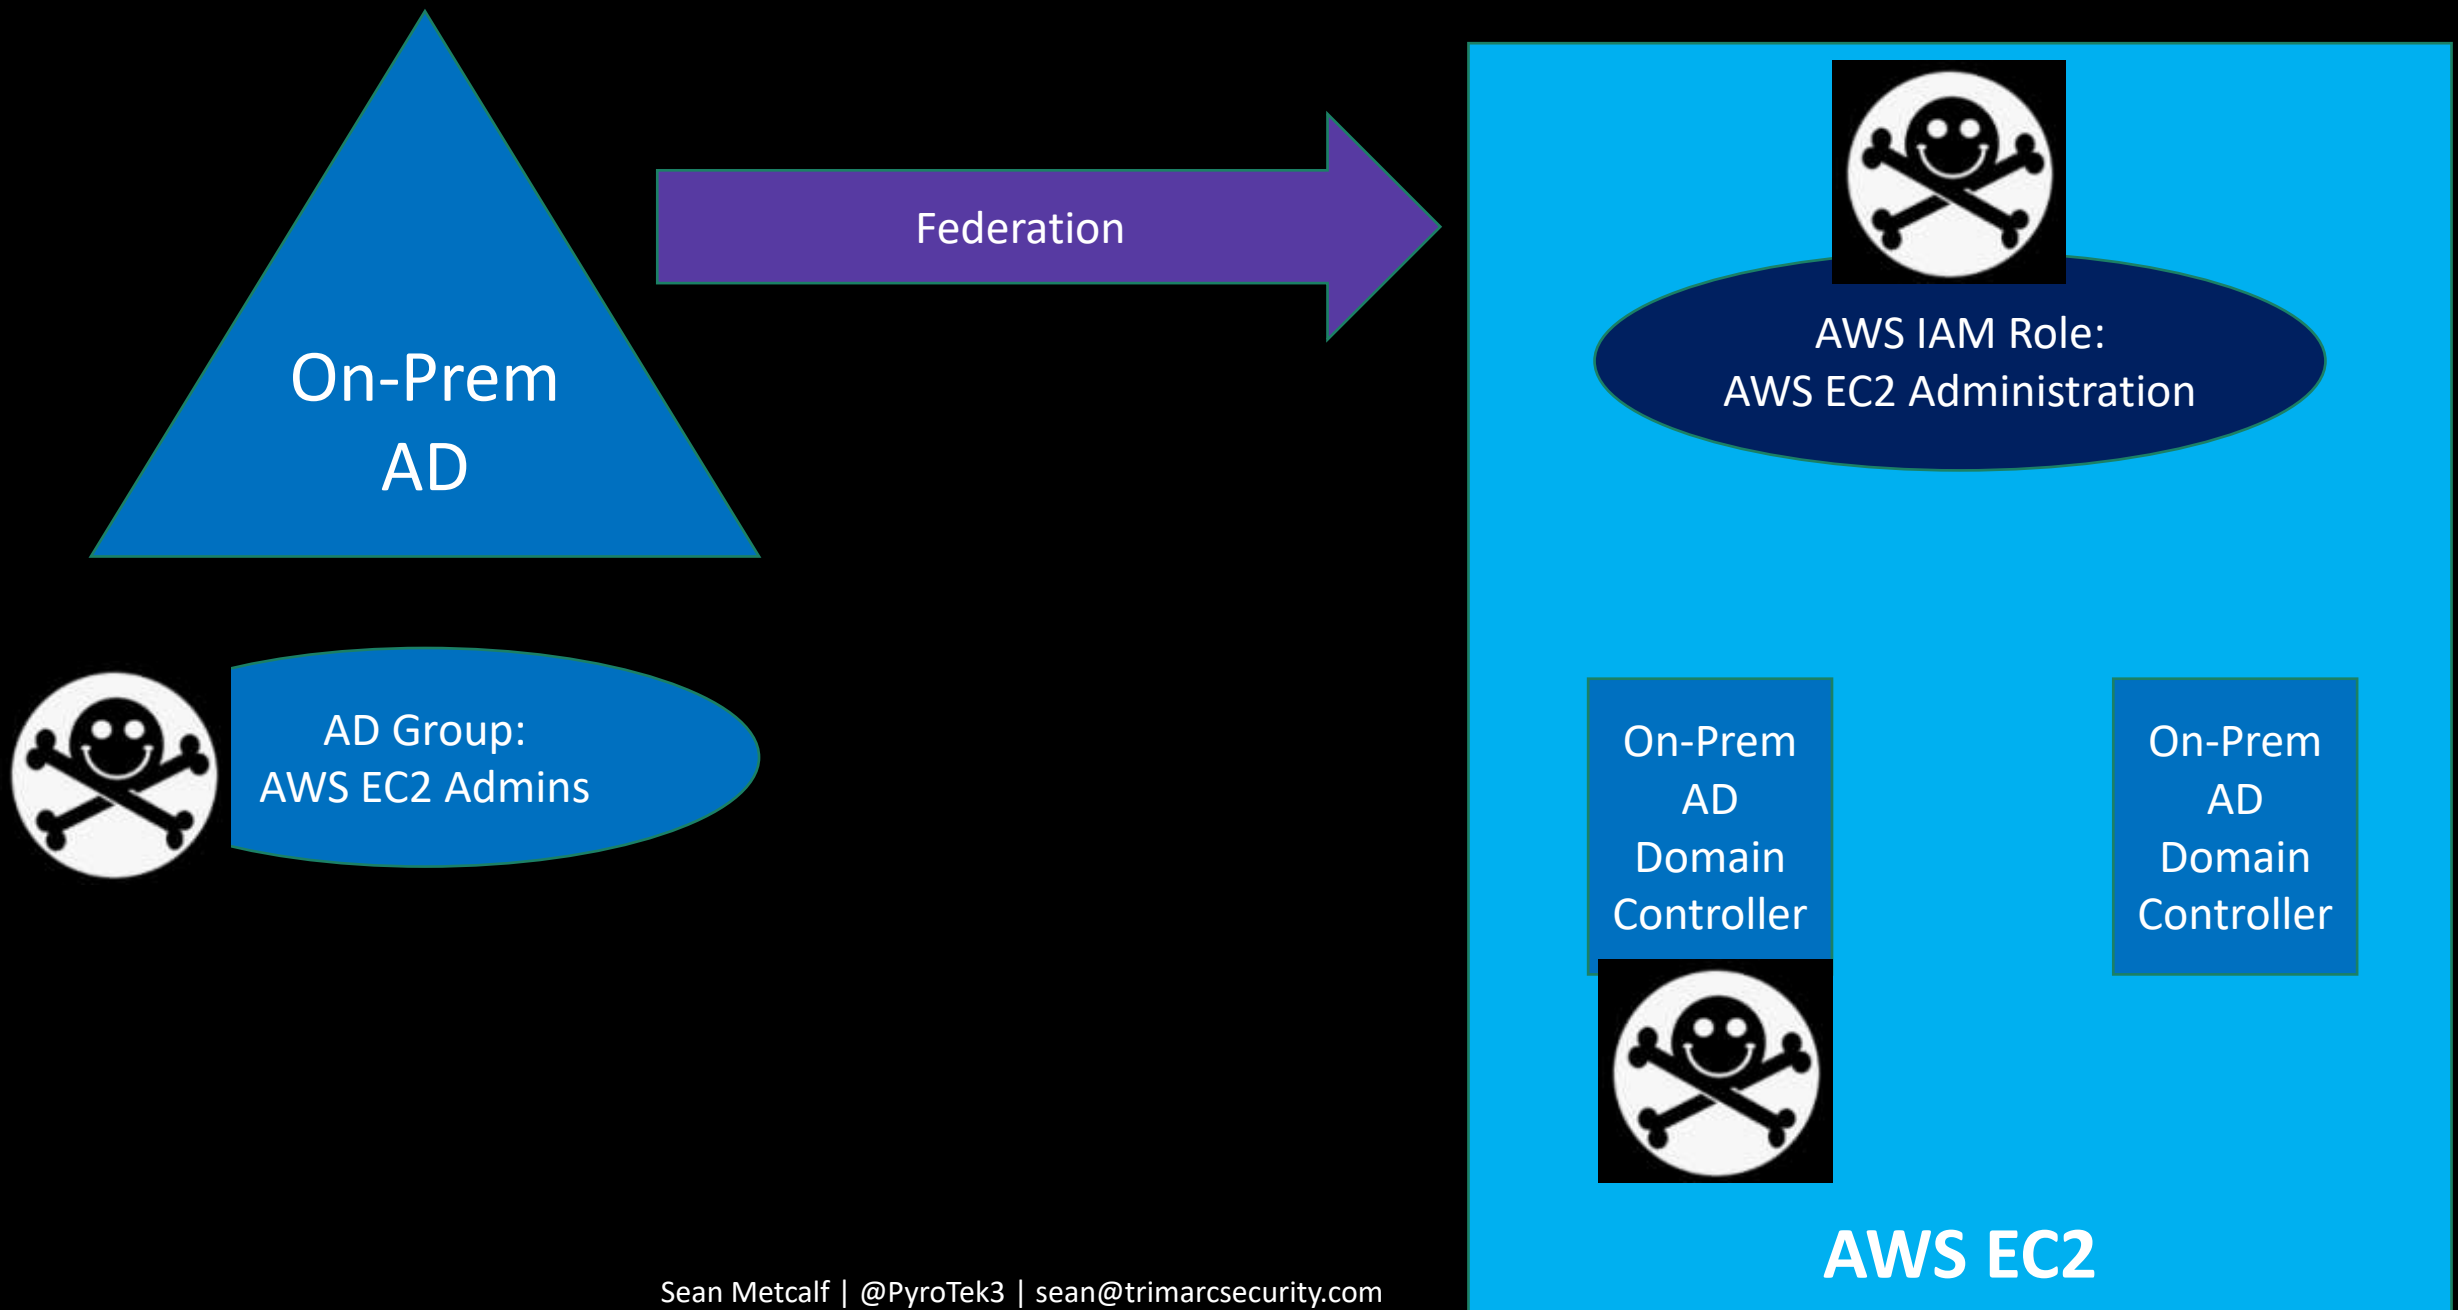 On-Prem
AD
Federation
AWS IAM Role:
AWS EC2 Administration
AD Group:
AWS EC2 Admins
On-Prem
AD
Domain
Controller
On-Prem
AD
Domain
Controller
AWS EC2
Sean Metcalf | @PyroTek3 | sean@trimarcsecurity.com